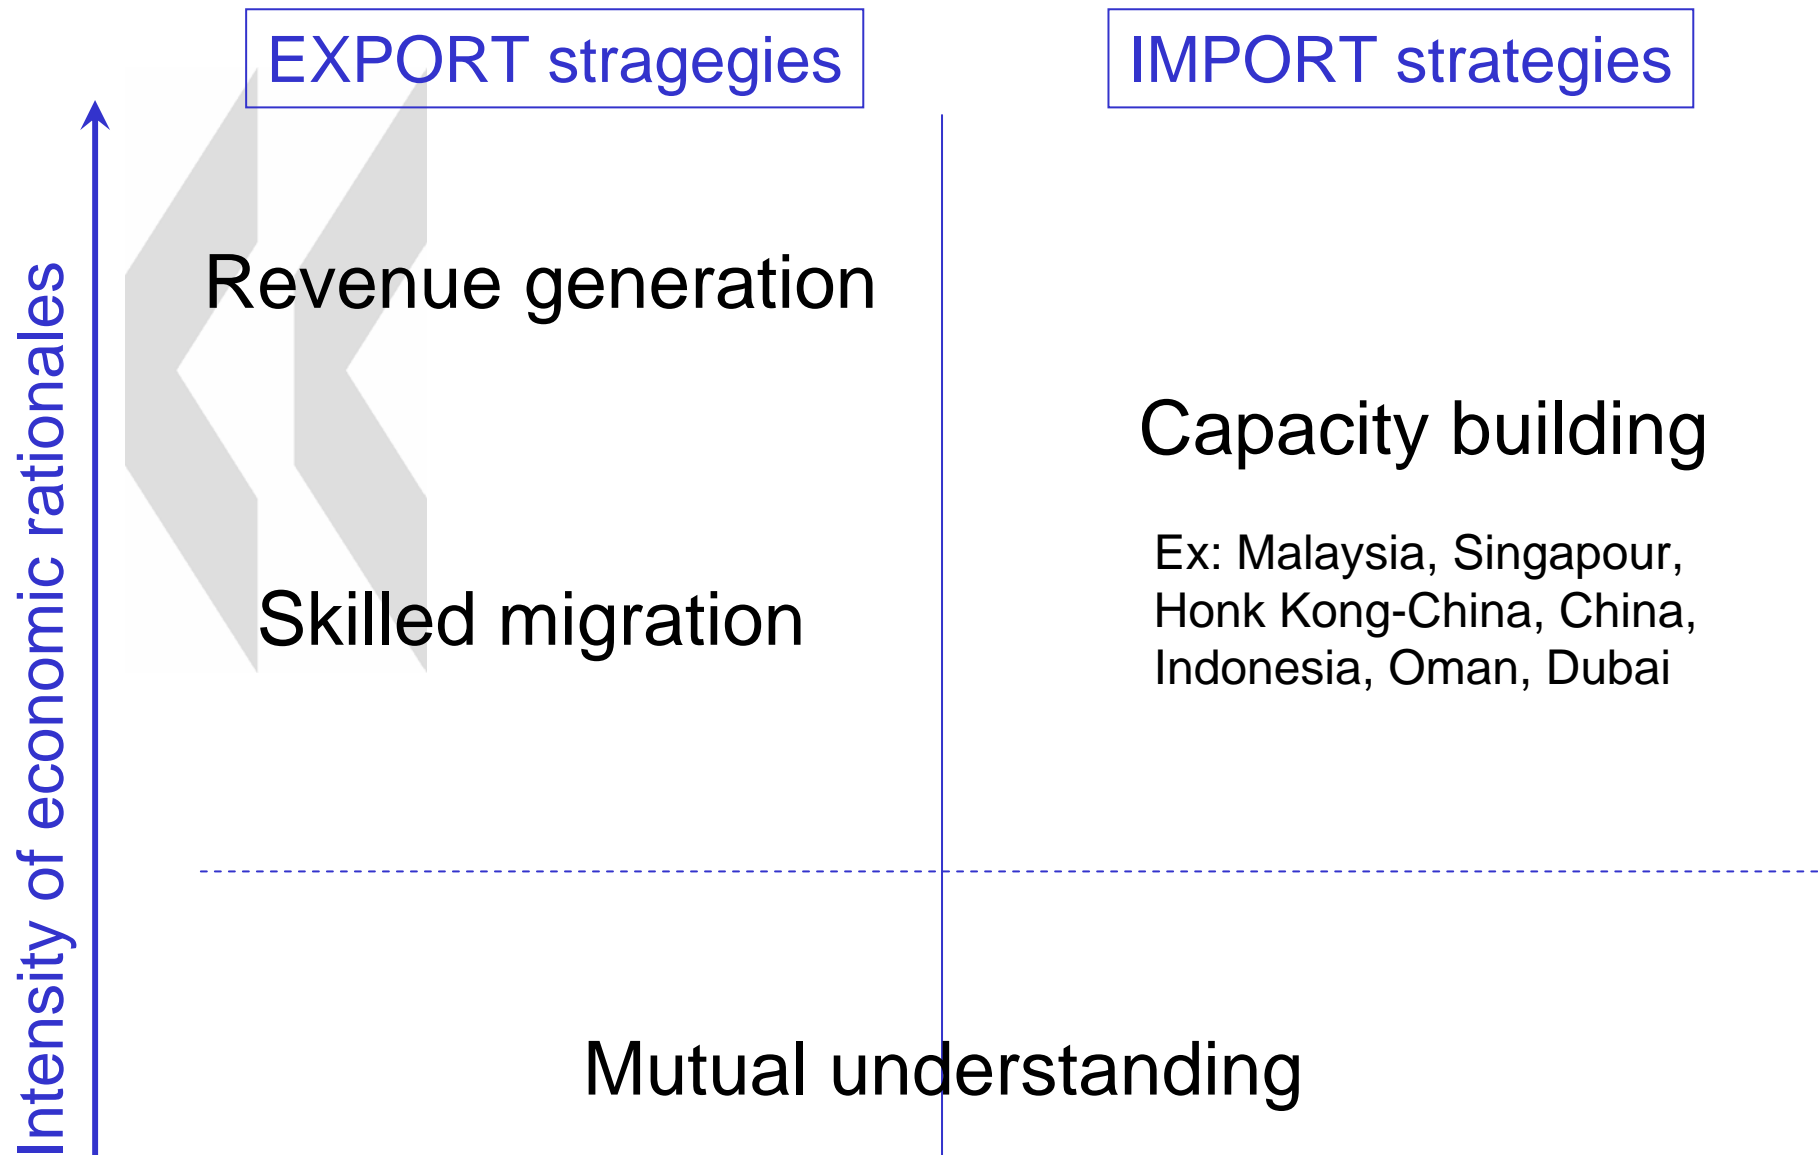 EXPORT stragegies
IMPORT strategies
Intensity of economic rationales
Revenue generation
Capacity building
Ex: Malaysia, Singapour,
Honk Kong-China, China,
Indonesia, Oman, Dubai
Skilled migration
Mutual understanding